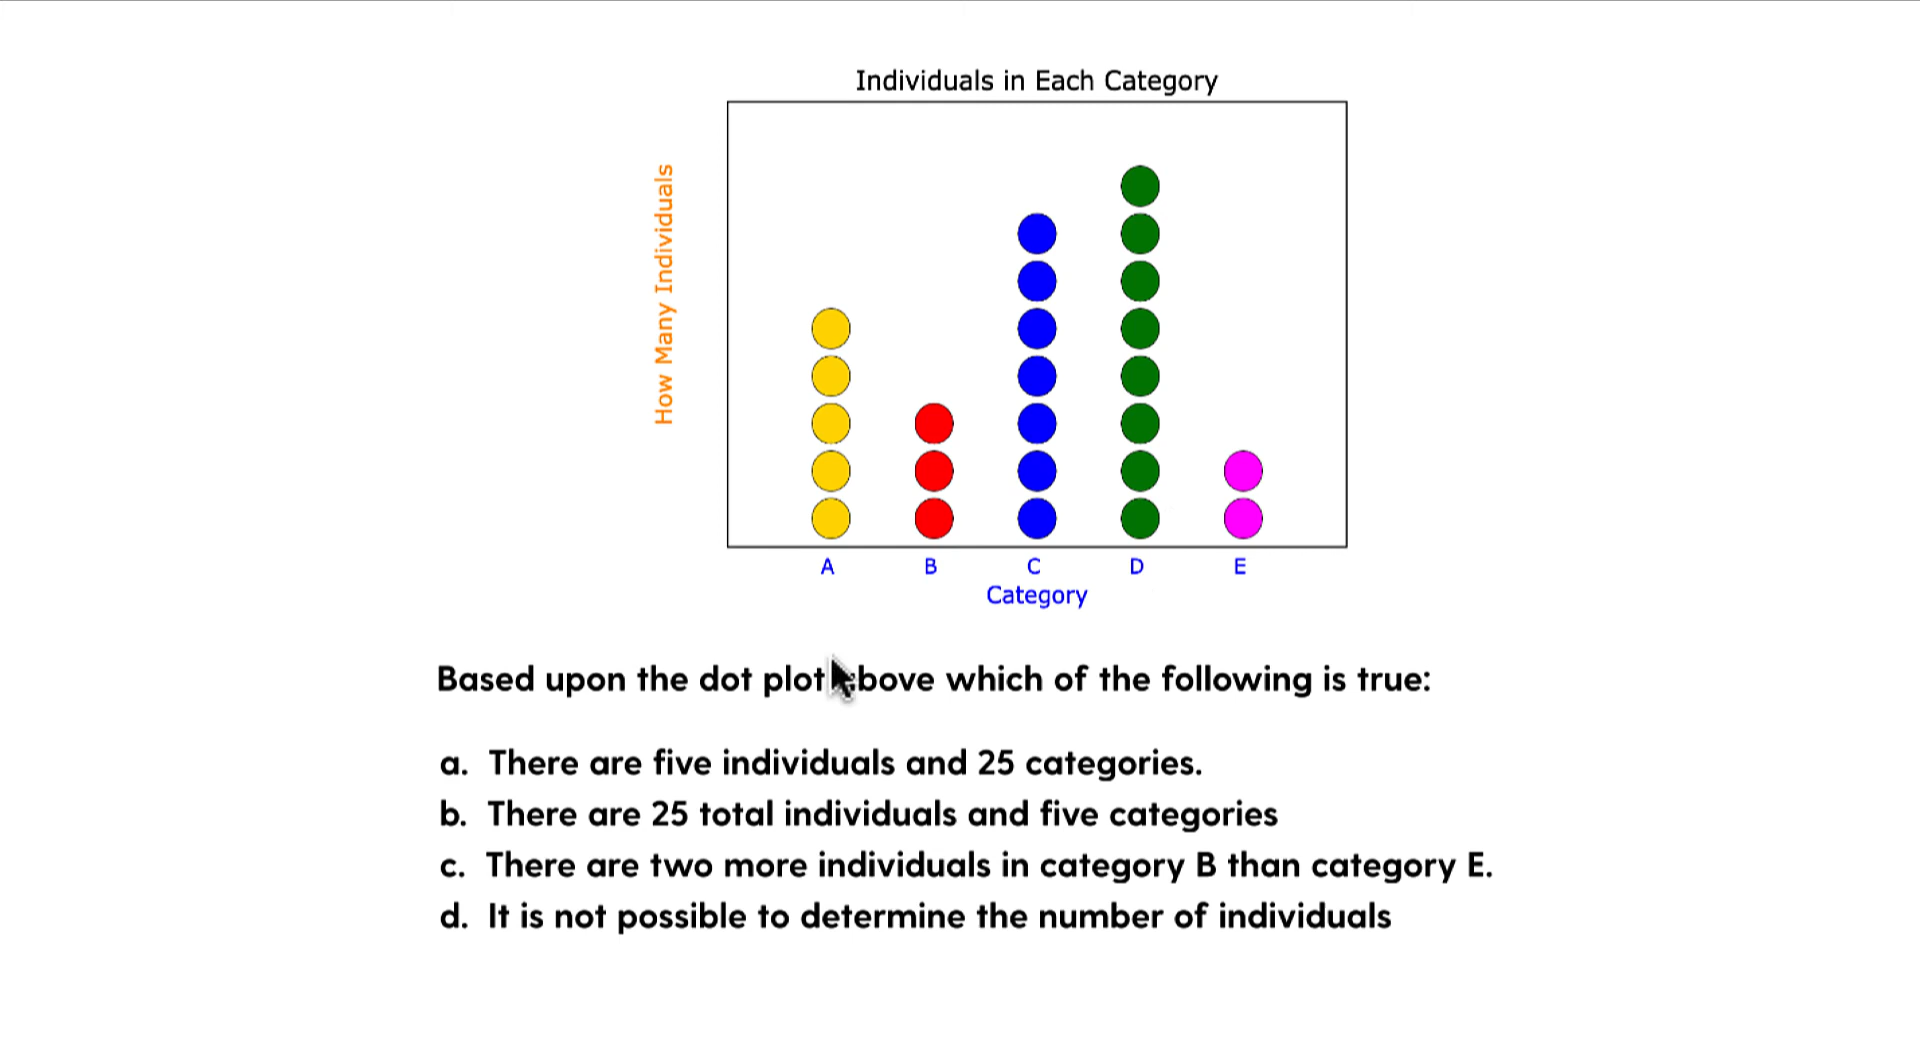 Individuals in Each Category
How Many Individuals
A B C D E
Category
Based upon the dot plot above which of the following is true:
a. There are five individuals and 25 categories.
b. There are 25 total individuals and five categories
c. There are two more individuals in category B than category E.
d. It is not possible to determine the number of individuals